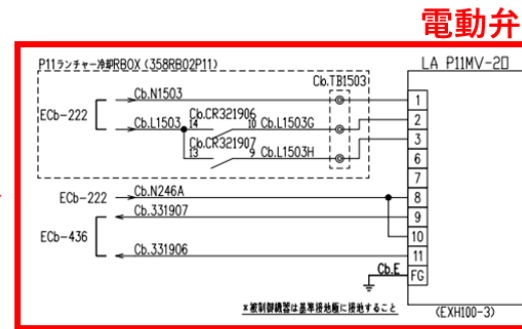 電動弁
P11ランチャー冷却RBOX (358RB02P11)
LA P11MV-20
Cb.TB1503
Cb.N1503
1
ECb-222
Cb.L1503
14
Cb.CR321906
10
Cb.L1503G
2
Cb.CR321907
13
9
Cb.L1503H
3
6
7
ECb-222
Cb.N246A
8
Cb.331907
9
ECb-436
10
Cb.331906
11
Cb.E
FG
*被制御機器は基準接地極に接地すること
(EXH100-3)